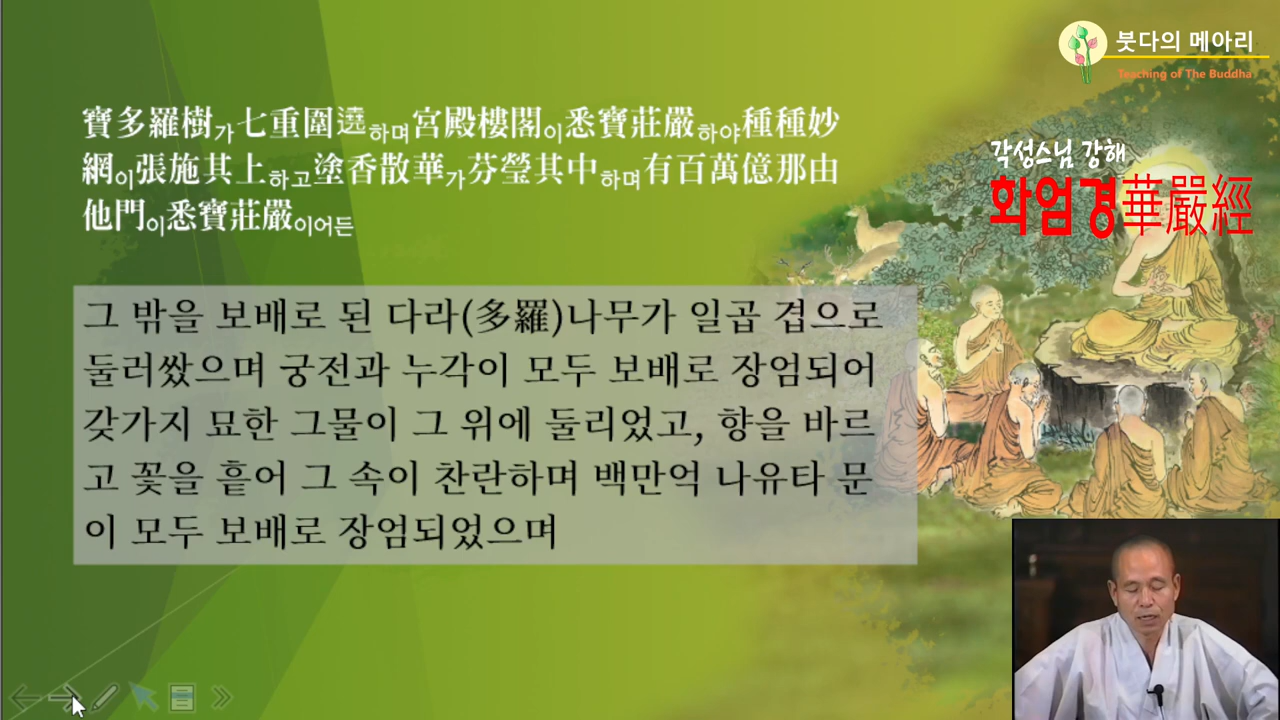 붓다의 메아리
Teaching of The Buddha
각성스님 강해
화엄경華嚴經
寶多羅樹가七重圍遶하며宮殿樓閣이悉寶莊嚴하야種種妙
網이張施其上하고塗香散華가芬瑩其中하며有百萬億那由
他門이悉寶莊嚴이어든
그 밖을 보배로 된 다라(多羅)나무가 일곱 겹으로
둘러쌌으며 궁전과 누각이 모두 보배로 장엄되어
갖가지 묘한 그물이 그 위에 둘리었고, 향을 바르
고 꽃을 흩어 그 속이 찬란하며 백만억 나유타 문
이 모두 보배로 장엄되었으며